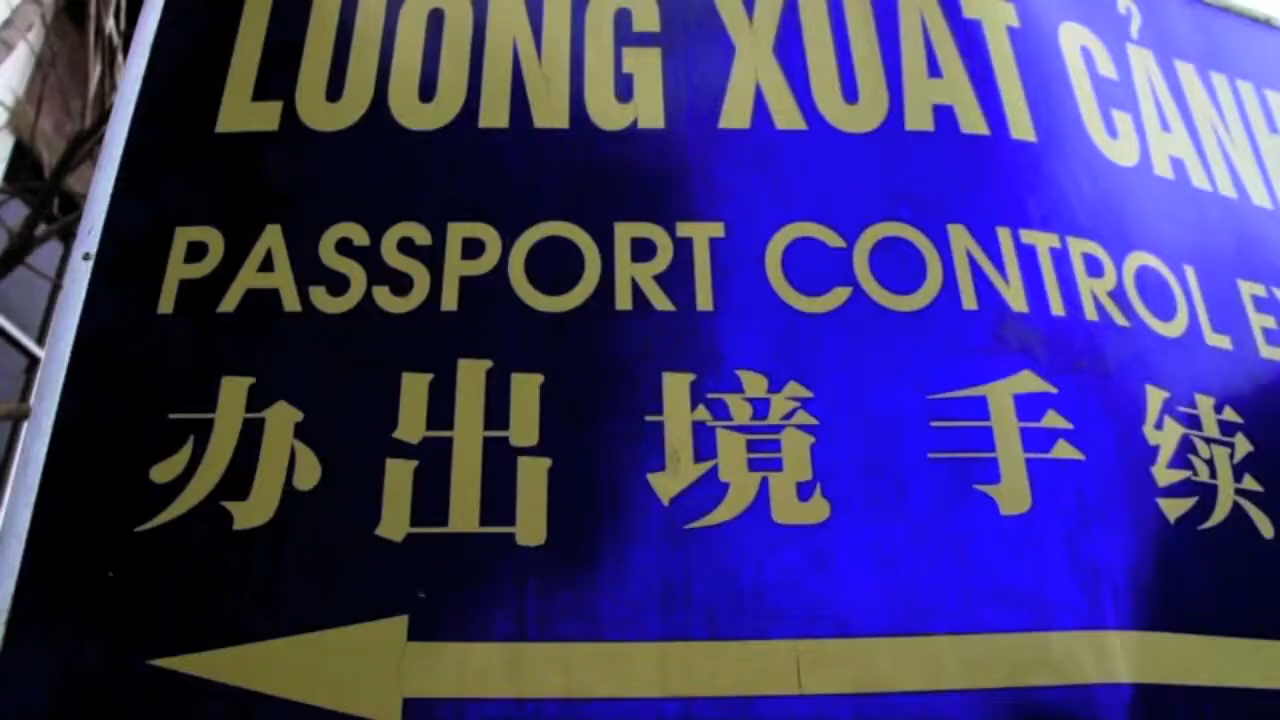 LUỒNG XUẤT CẢNH
PASSPORT CONTROL
办出境手续